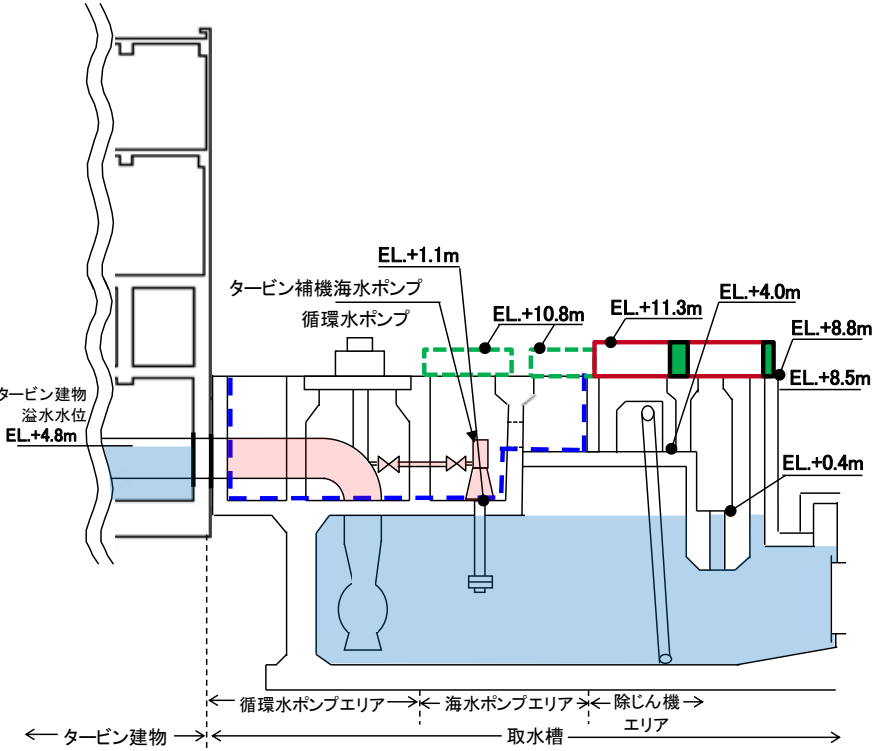 EL.+1.1m
タービン補機海水ポンプ
循環水ポンプ
EL.+10.8m
EL.+11.3m
EL.+4.0m
EL.+8.8m
EL.+8.5m
タービン建物
溢水水位
EL.+4.8m
EL.+0.4m
循環水ポンプエリア
海水ポンプエリア
除じん機
エリア
タービン建物
取水槽